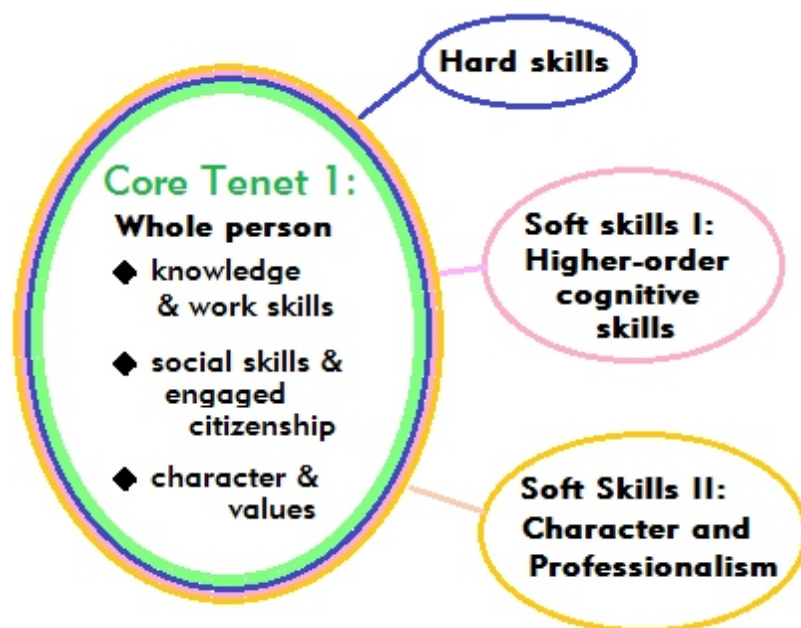 Core Tenet 1:
Whole person
◆ knowledge
& work skills
◆ social skills &
engaged
citizenship
◆ character &
values
Hard skills
Soft skills I:
Higher-order
cognitive
skills
Soft Skills II:
Character and
Professionalism